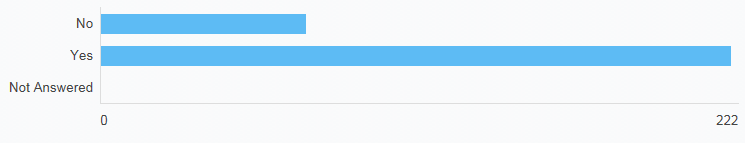 No
Yes
Not Answered
0 222